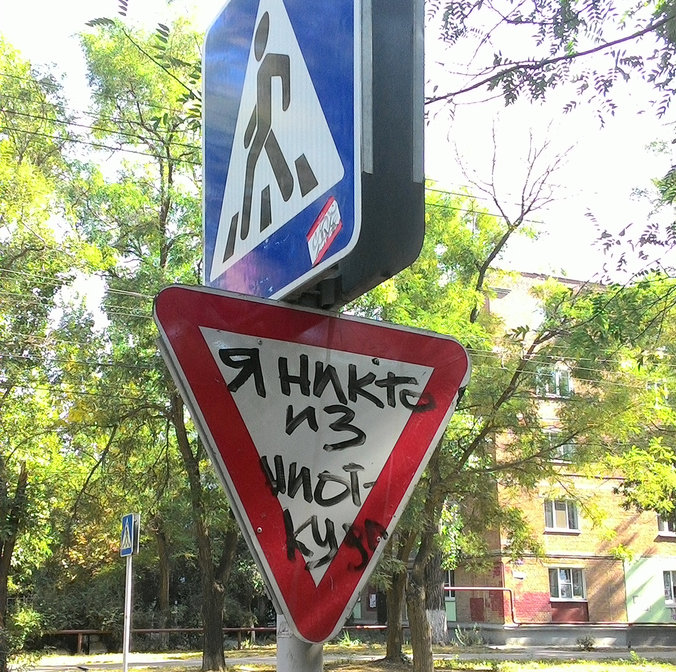 я никто
из
ниот-
куда